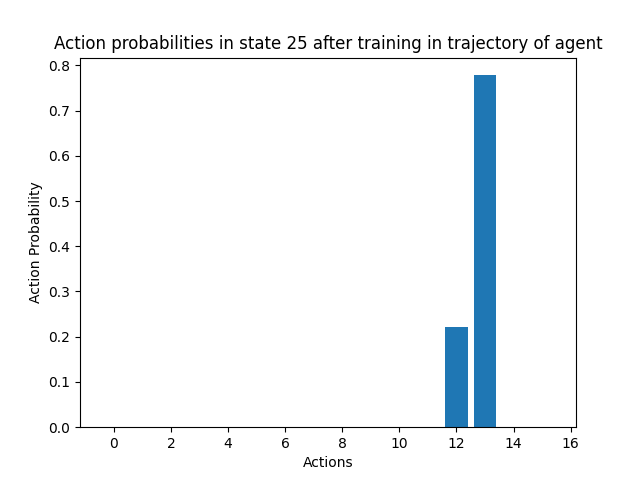 Action probabilities in state 25 after training in trajectory of agent
0.8
0.7
0.6
0.5
0.4
0.3
0.2
0.1
0.0
Action Probability
0 2 4 6 8 10 12 14 16
Actions